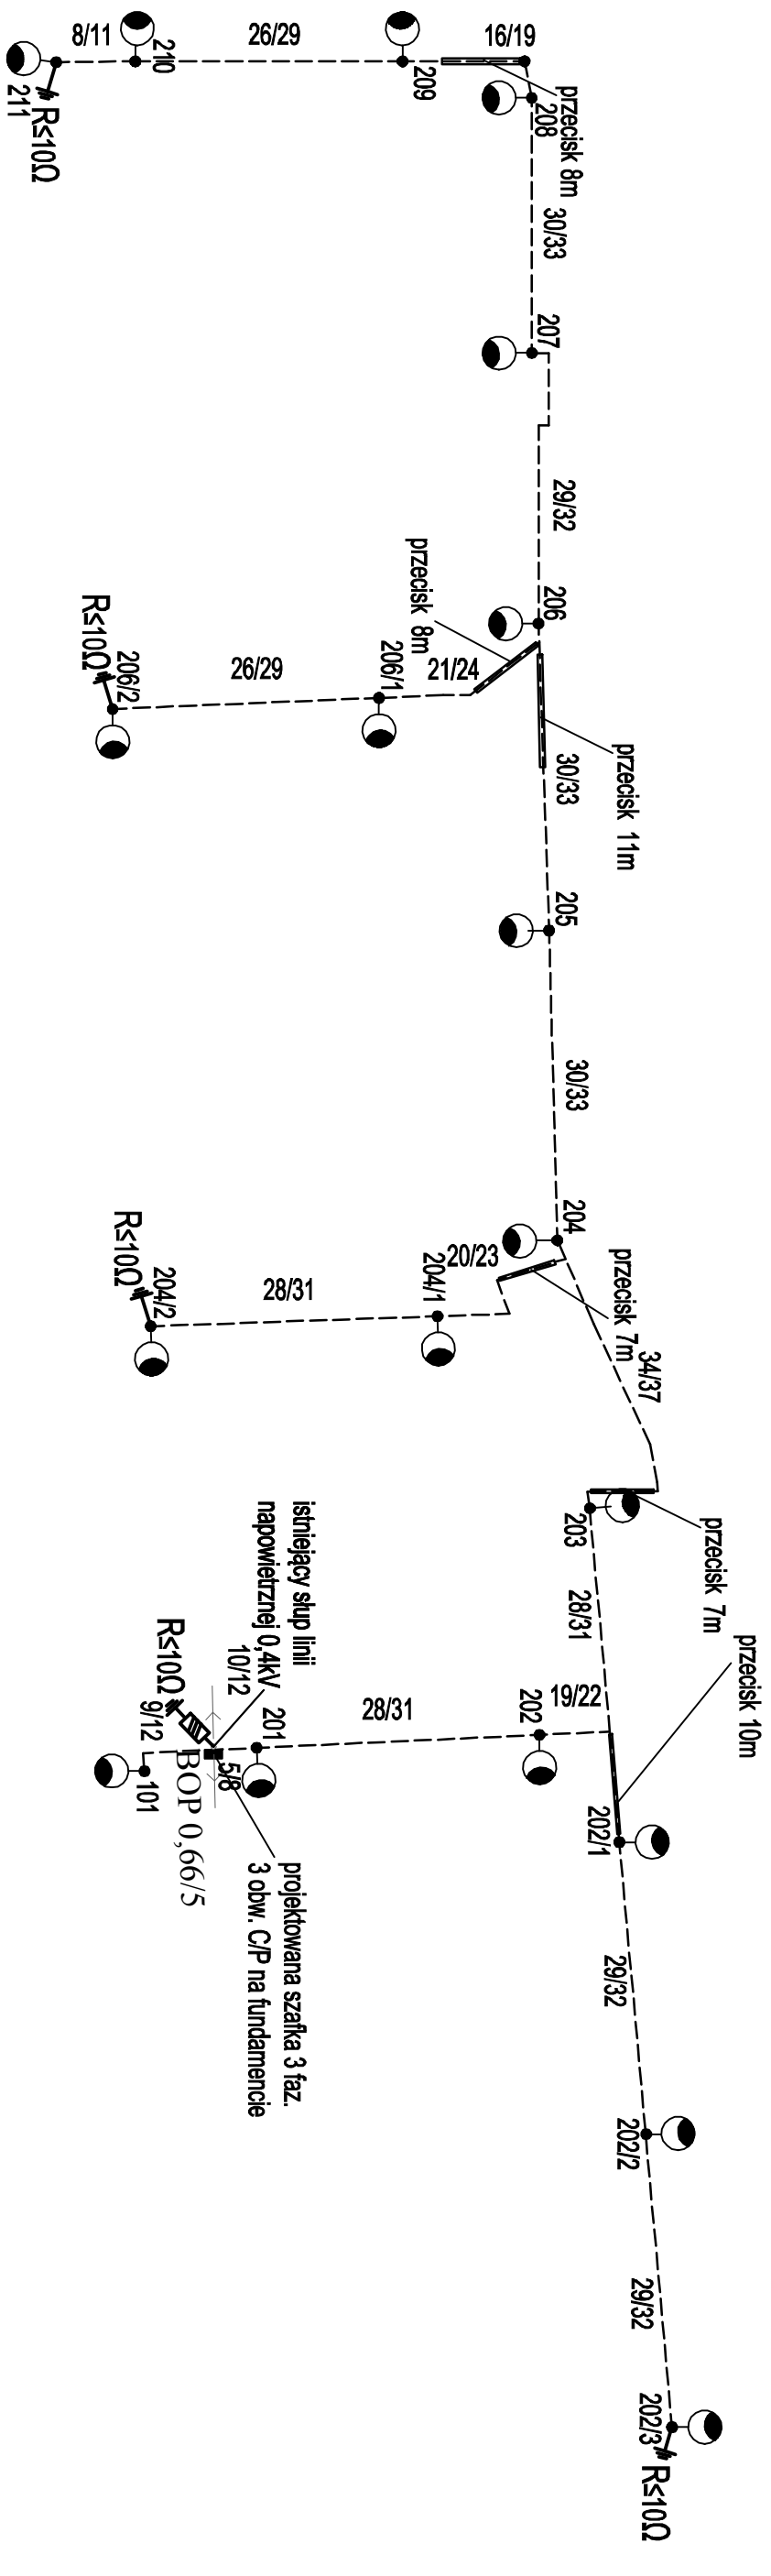 8/11
26/29
16/19
210
209
211
R≤10Ω
208
przecisk 8m
30/33
207
29/32
206
przecisk 8m
21/24
206/1
26/29
206/2
R≤10Ω
przecisk 11m
30/33
205
30/33
204
20/23
przecisk 7m
34/37
204/1
28/31
204/2
R≤10Ω
203
przecisk 7m
28/31
przecisk 10m
istniejący słup linii
napowietrznej 0,4kV
10/12
R≤10Ω
9/12
101
5/8
BOP 0,66/5
201
28/31
202
19/22
202/1
projektowana szafka 3 faz.
3 obw. C/P na fundamencie
29/32
202/2
29/32
202/3
R≤10Ω